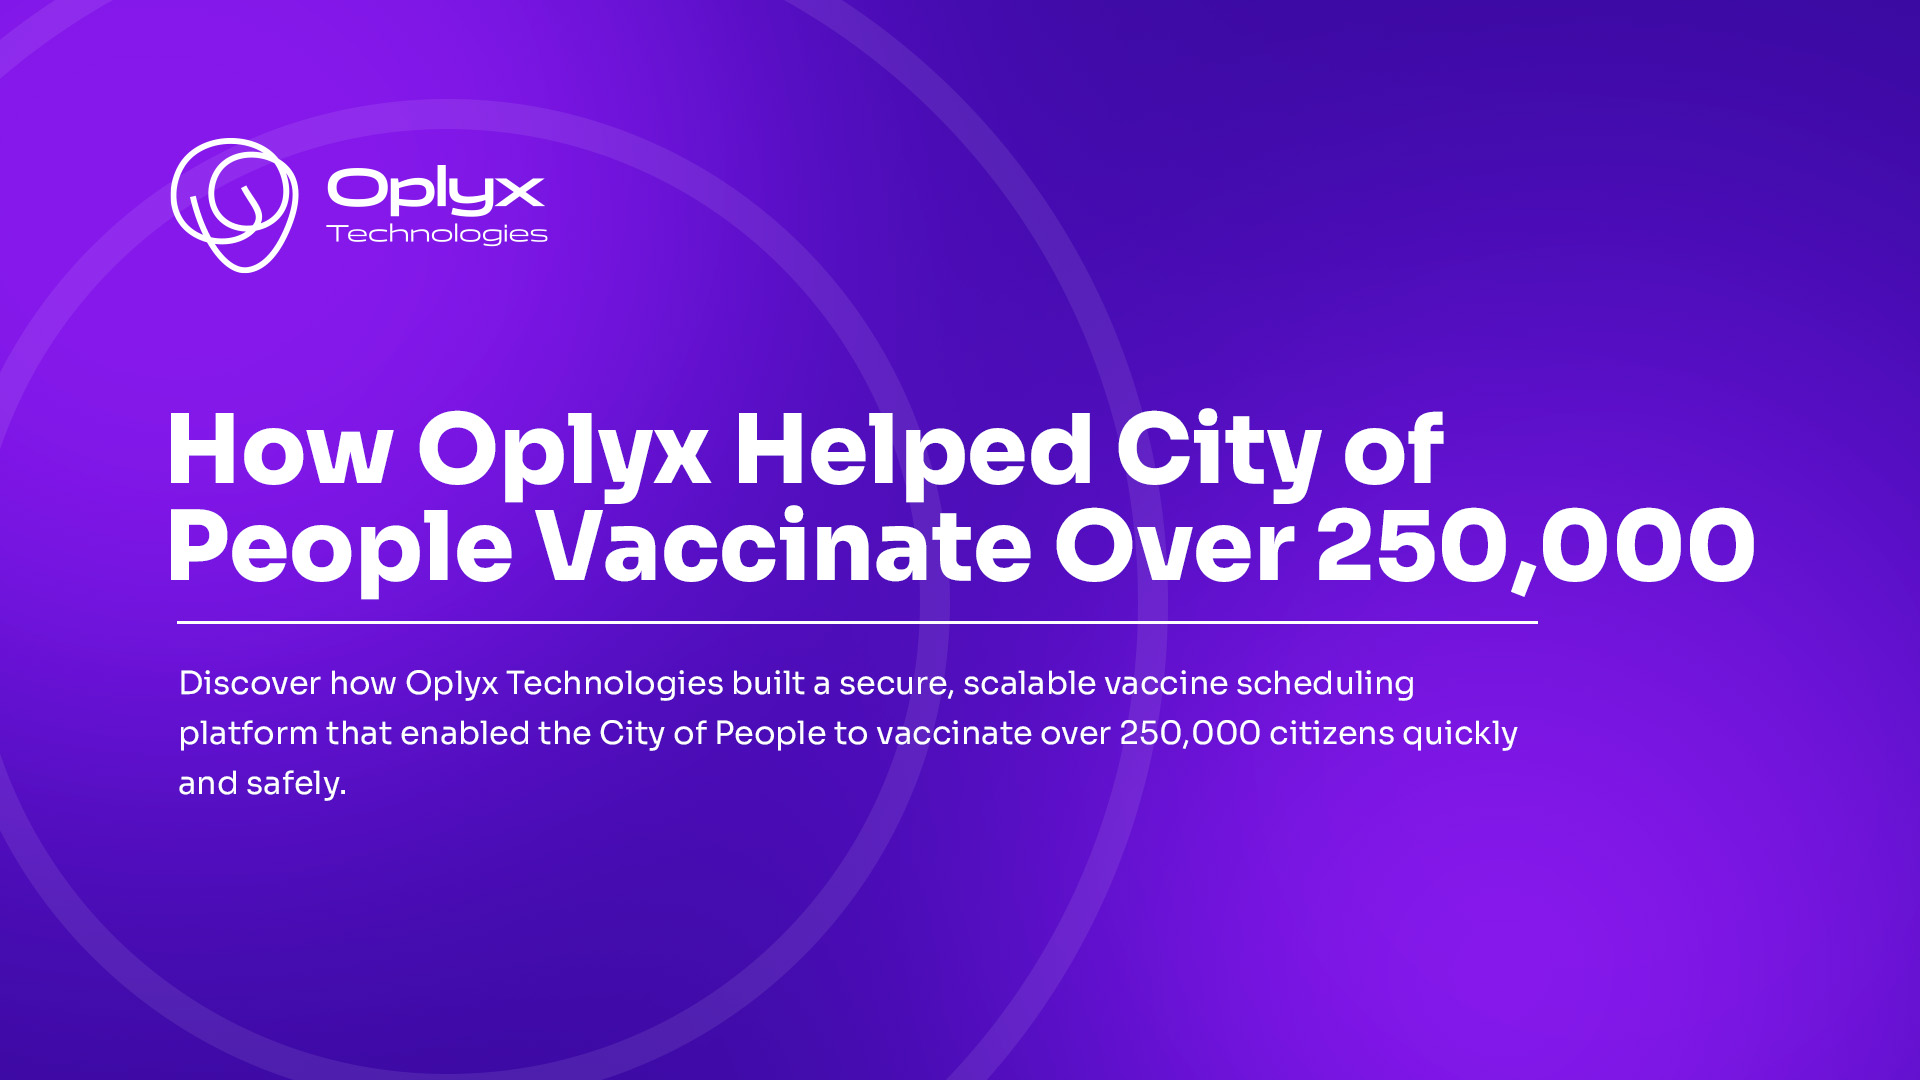 Oplyx
Technologies
How Oplyx Helped City of
People Vaccinate Over 250,000
Discover how Oplyx Technologies built a secure, scalable vaccine scheduling
platform that enabled the City of People to vaccinate over 250,000 citizens quickly
and safely.